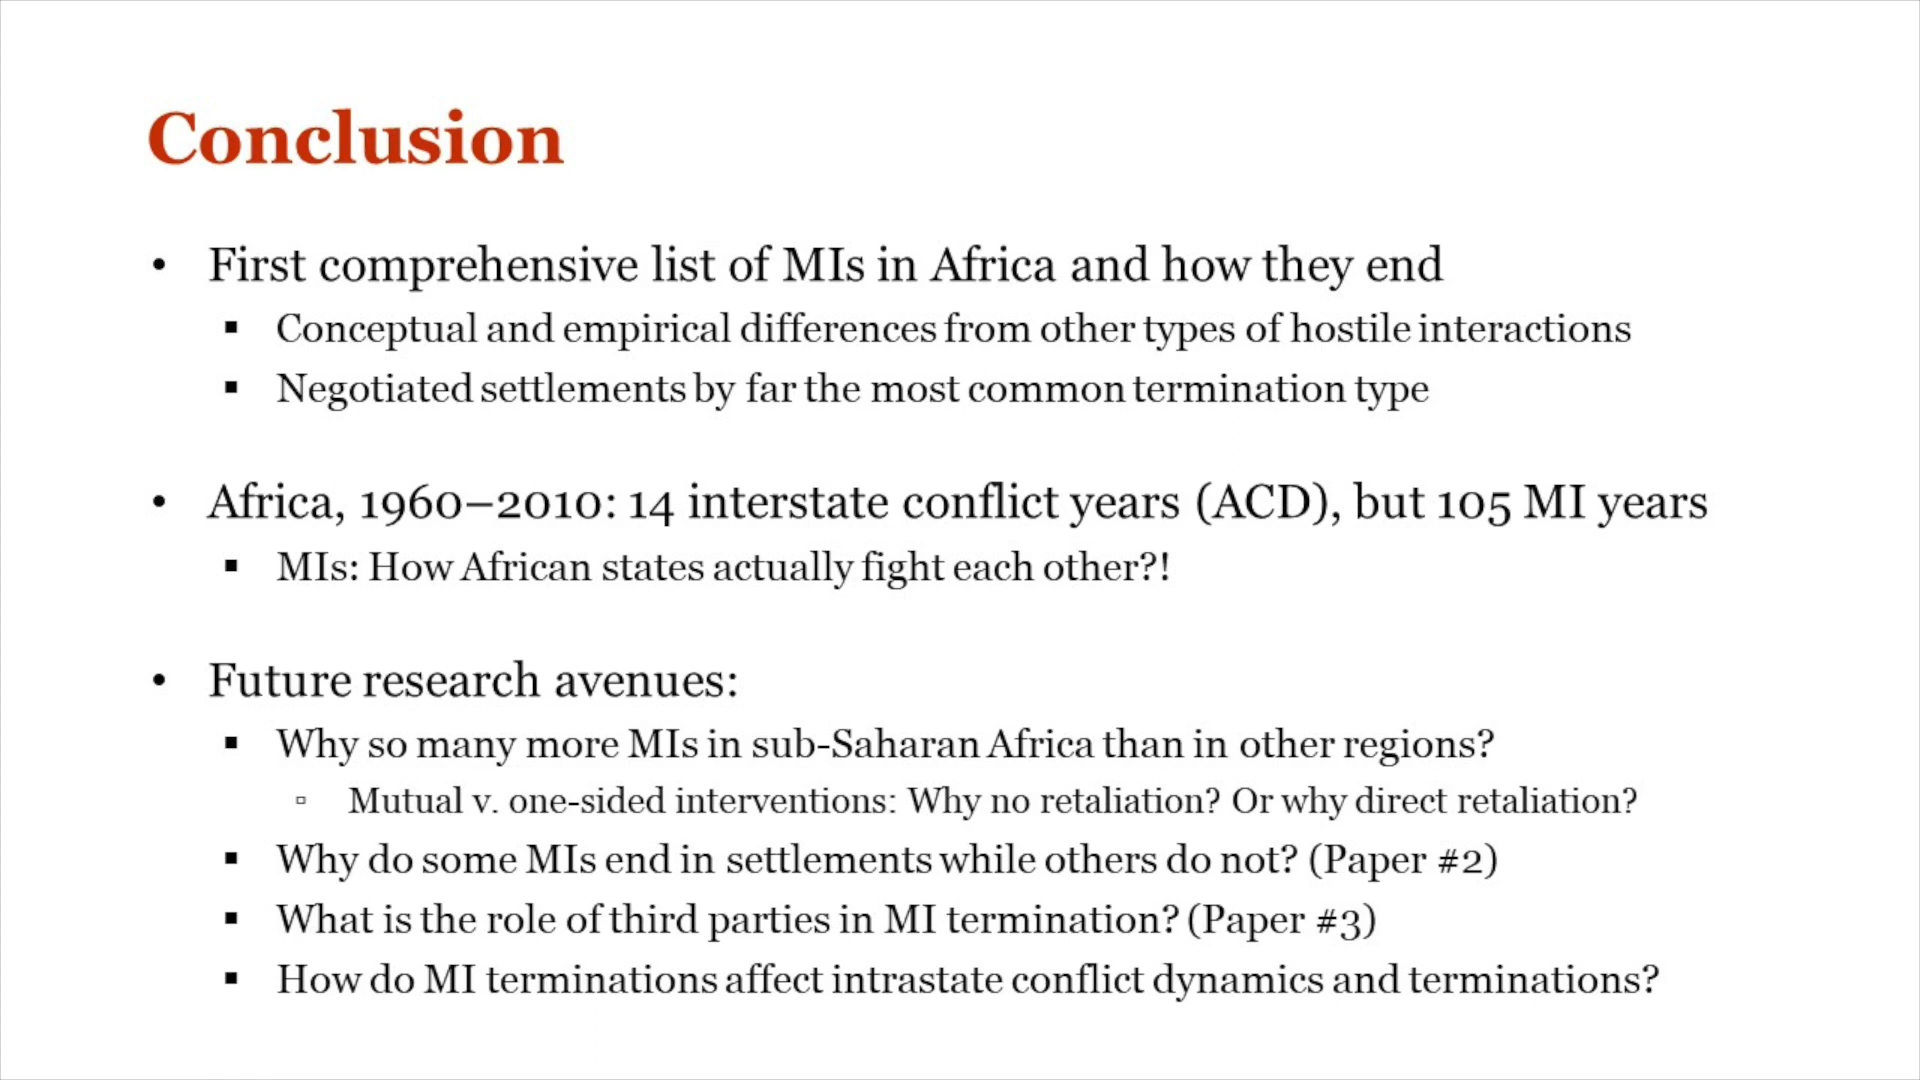 Conclusion
• First comprehensive list of MIs in Africa and how they end
▪ Conceptual and empirical differences from other types of hostile interactions
▪ Negotiated settlements by far the most common termination type
• Africa, 1960–2010: 14 interstate conflict years (ACD), but 105 MI years
▪ MIs: How African states actually fight each other?!
• Future research avenues:
▪ Why so many more MIs in sub-Saharan Africa than in other regions?
▫ Mutual v. one-sided interventions: Why no retaliation? Or why direct retaliation?
▪ Why do some MIs end in settlements while others do not? (Paper #2)
▪ What is the role of third parties in MI termination? (Paper #3)
▪ How do MI terminations affect intrastate conflict dynamics and terminations?